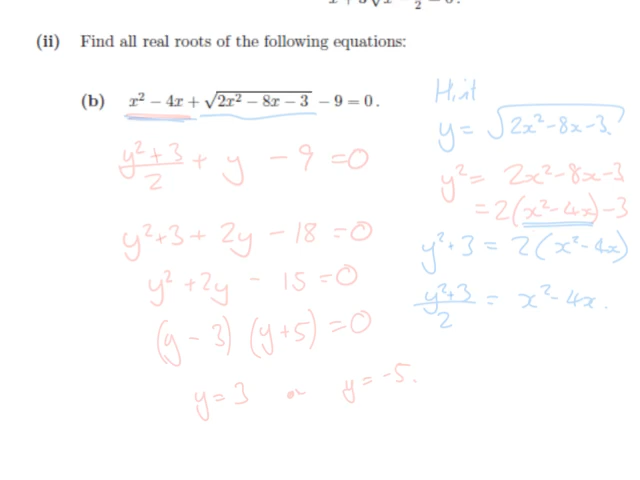 (ii) Find all real roots of the following equations:
(b) x² − 4x + √(2x² − 8x − 3) − 9 = 0.
(y²+3)/2 + y − 9 = 0
y²+3 + 2y − 18 = 0
y² + 2y − 15 = 0
(y − 3) (y + 5) = 0
y = 3 or y = −5.
Hint
y = √(2x² − 8x − 3.)
y² = 2x² − 8x − 3
= 2(x² − 4x) − 3
y² + 3 = 2(x² − 4x)
(y²+3)/2 = x² − 4x.